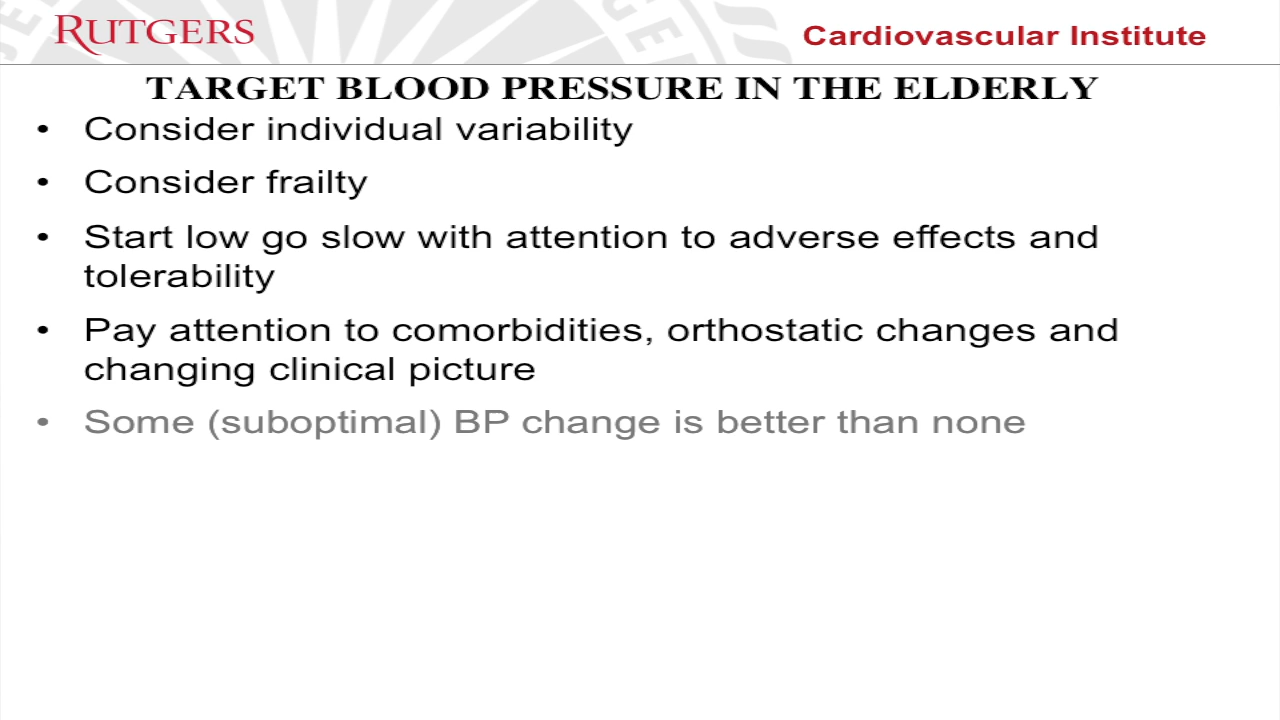 RUTGERS
Cardiovascular Institute
TARGET BLOOD PRESSURE IN THE ELDERLY
• Consider individual variability
• Consider frailty
• Start low go slow with attention to adverse effects and
tolerability
• Pay attention to comorbidities, orthostatic changes and
changing clinical picture
• Some (suboptimal) BP change is better than none